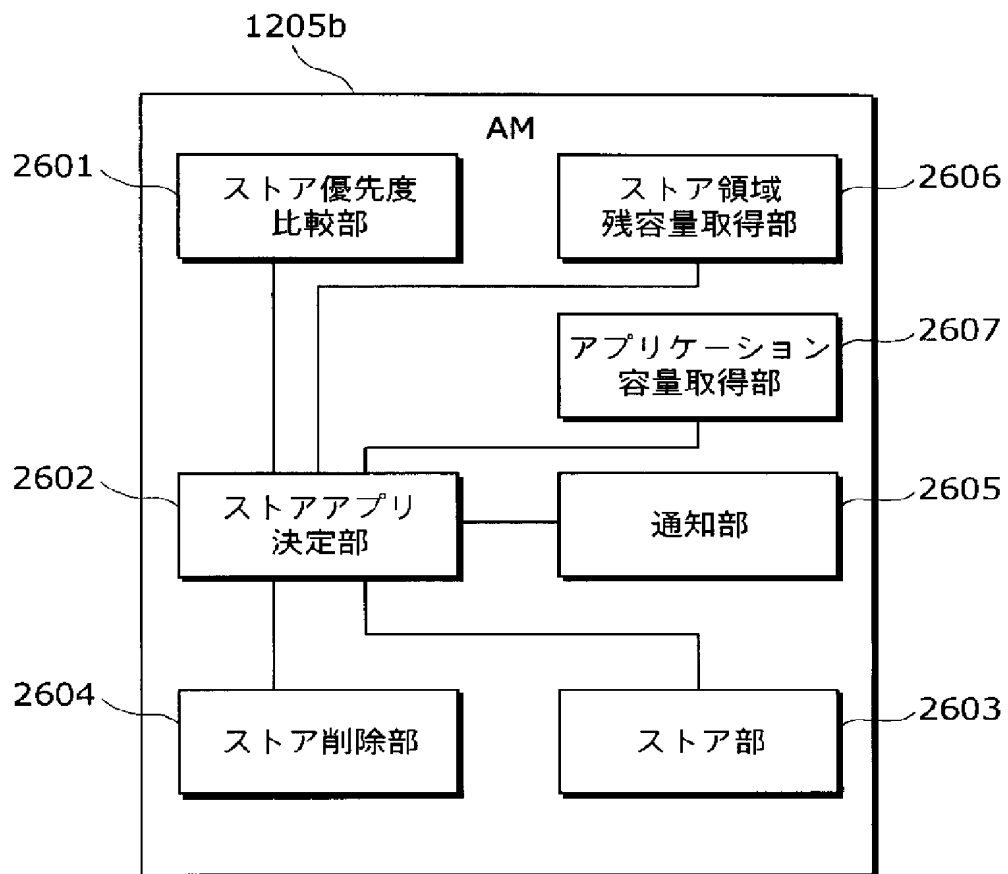 1205b
AM
2601
ストア優先度
比較部
ストア領域
残容量取得部
2606
アプリケーション
容量取得部
2607
2602
ストアアプリ
決定部
通知部
2605
2604
ストア削除部
ストア部
2603